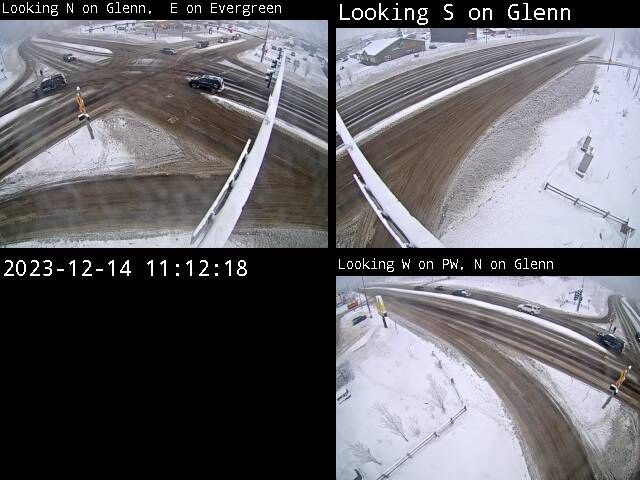 Looking N on Glenn,  E on Evergreen
Looking S on Glenn
2023-12-14 11:12:18
Looking W on PW, N on Glenn